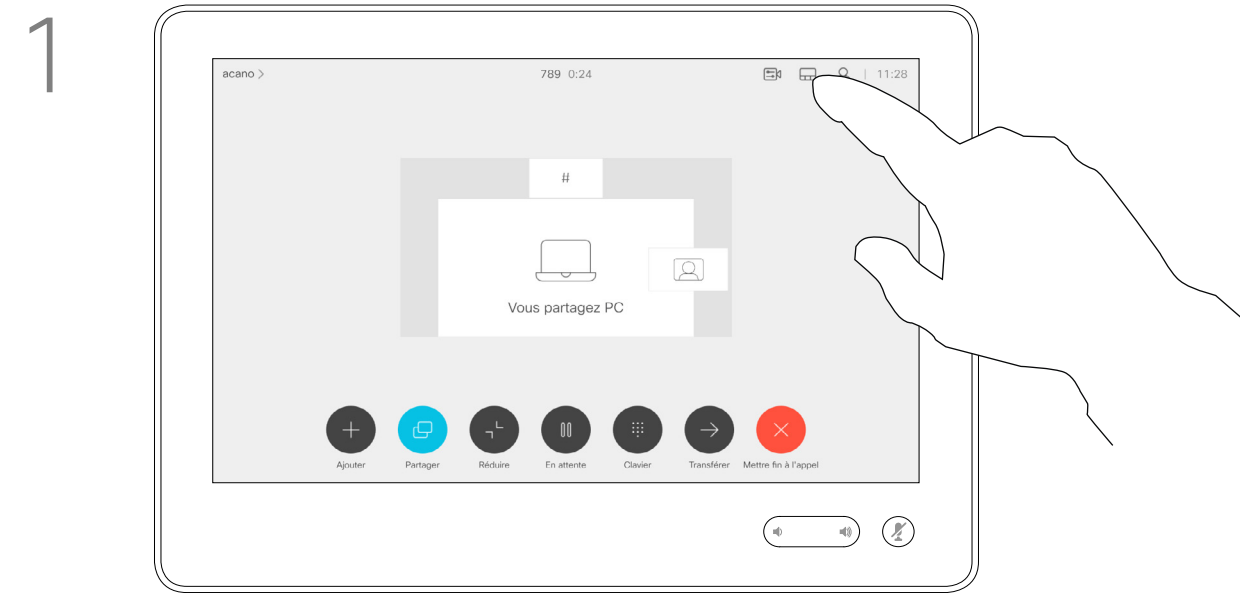 1
acano >
789 0:24
11:28
#
Vous partagez PC
Ajouter
Partager
Réduire
En attente
Clavier
Transférer
Mettre fin à l'appel